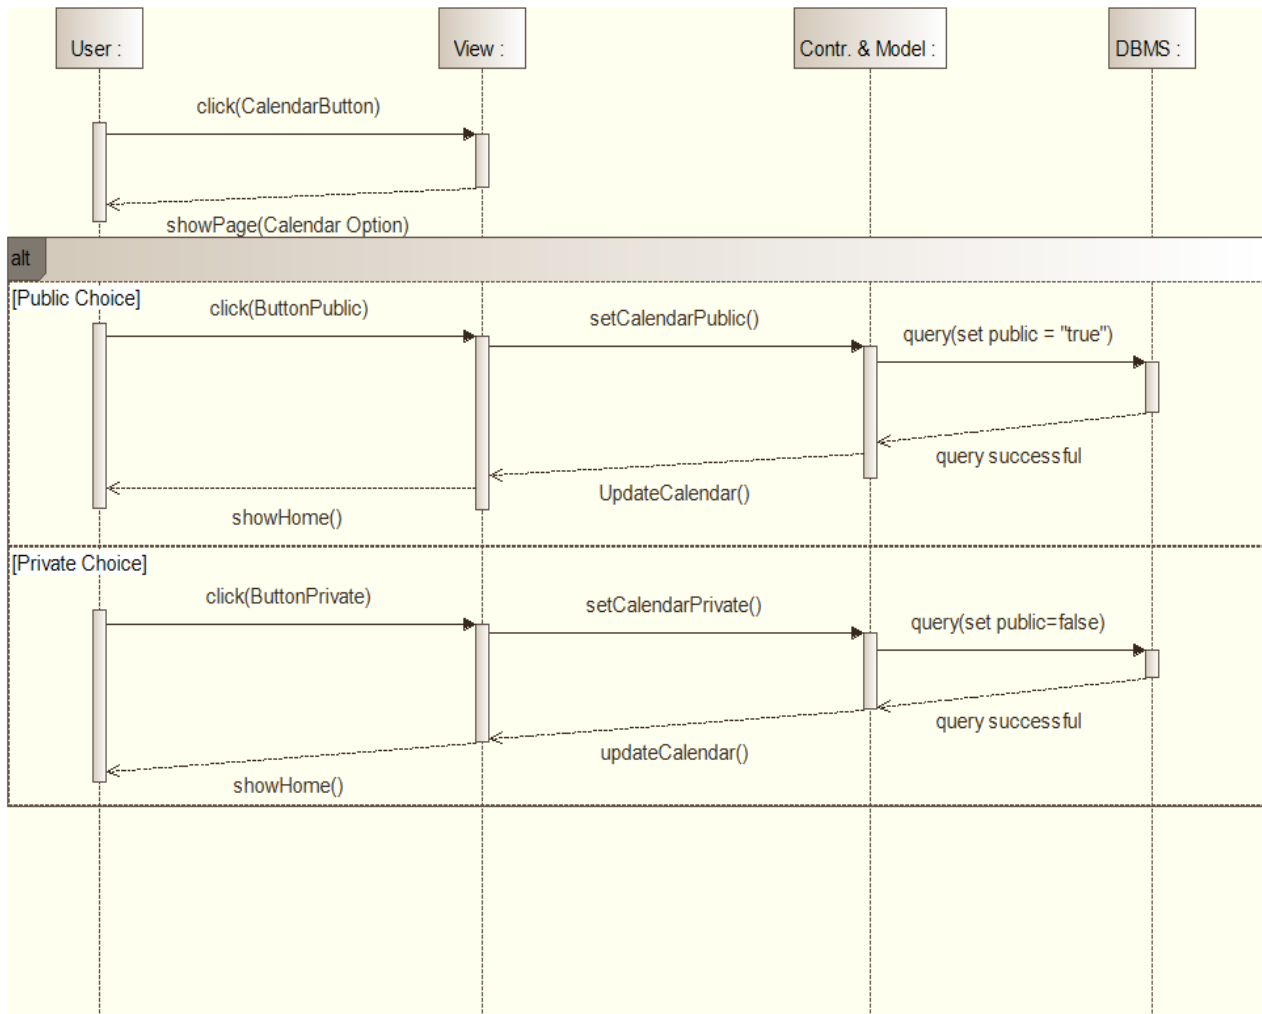 User :
View :
Contr. & Model :
DBMS :
click(CalendarButton)
showPage(Calendar Option)
alt
[Public Choice]
click(ButtonPublic)
setCalendarPublic()
query(set public = "true")
query successful
UpdateCalendar()
showHome()
[Private Choice]
click(ButtonPrivate)
setCalendarPrivate()
query(set public=false)
query successful
updateCalendar()
showHome()